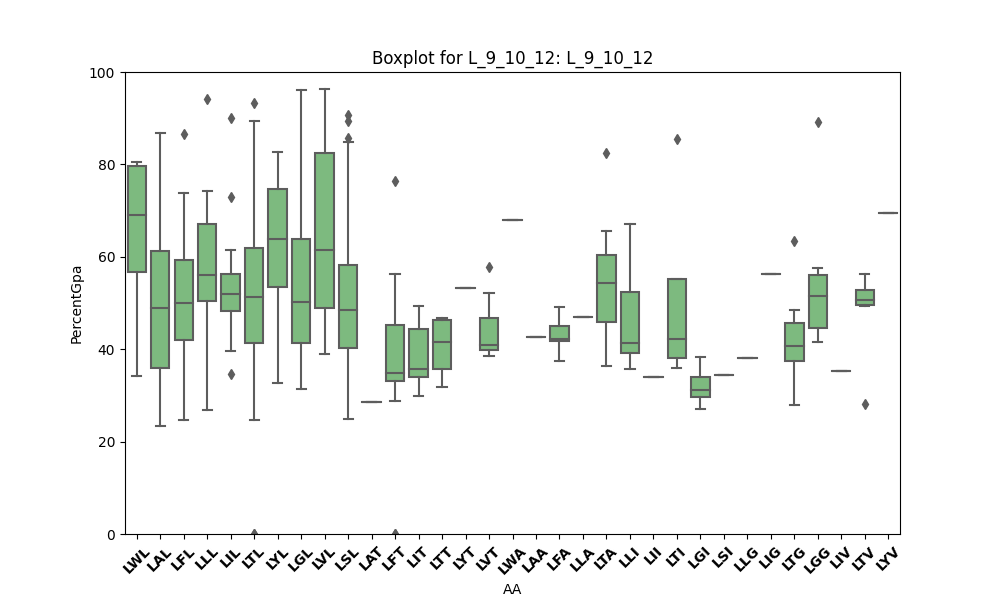 Boxplot for L_9_10_12: L_9_10_12
PercentGpa
100
80
60
40
20
0
LWL LAL LFL LLL LIL LTL LYL LGL LVL LSL LAT LFT LIT LTT LYT LVT LWA LAA LFA LLA LTA LLI LII LTI LGI LSI LLG LIG LTG LGG LIV LTV LYV
AA